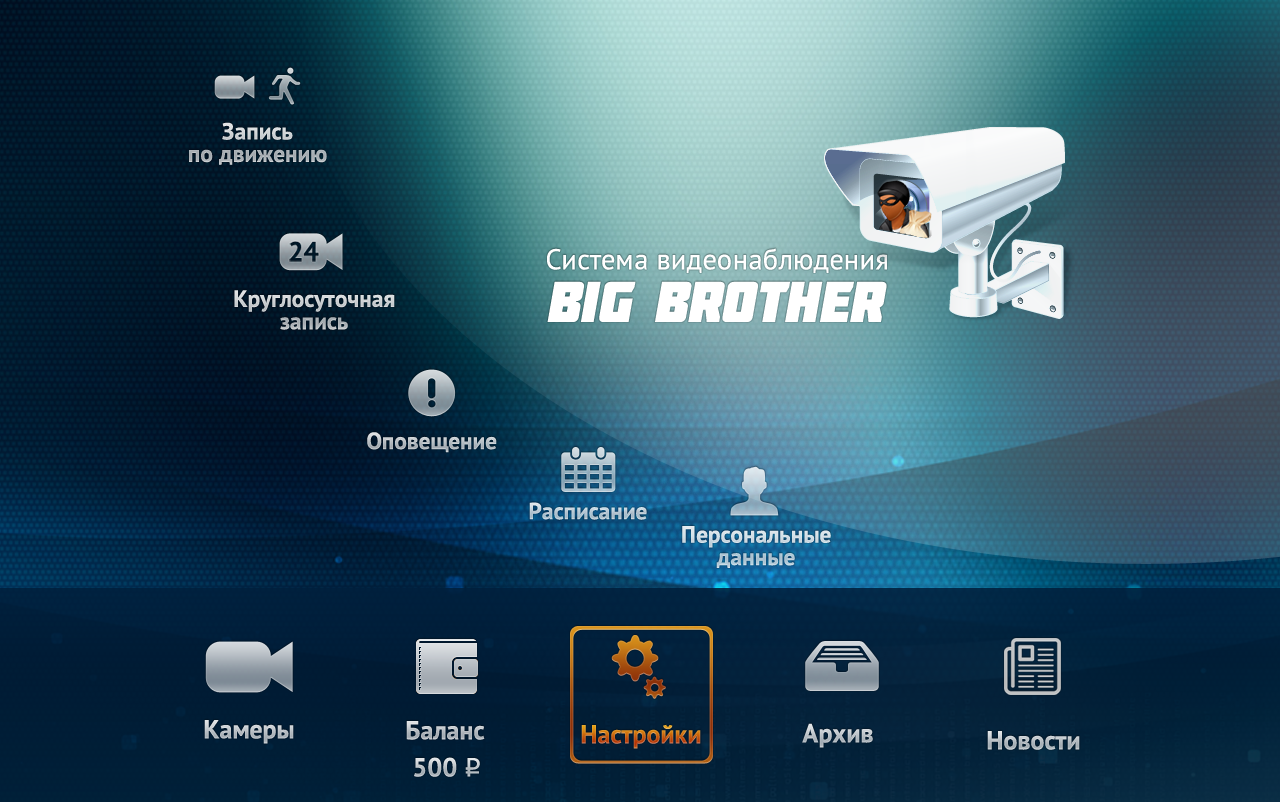 Запись
по движению
24
Круглосуточная
запись
Система видеонаблюдения
BIG BROTHER
Оповещение
Расписание
Персональные
данные
Камеры
Баланс
500 ₽
Настройки
Архив
Новости